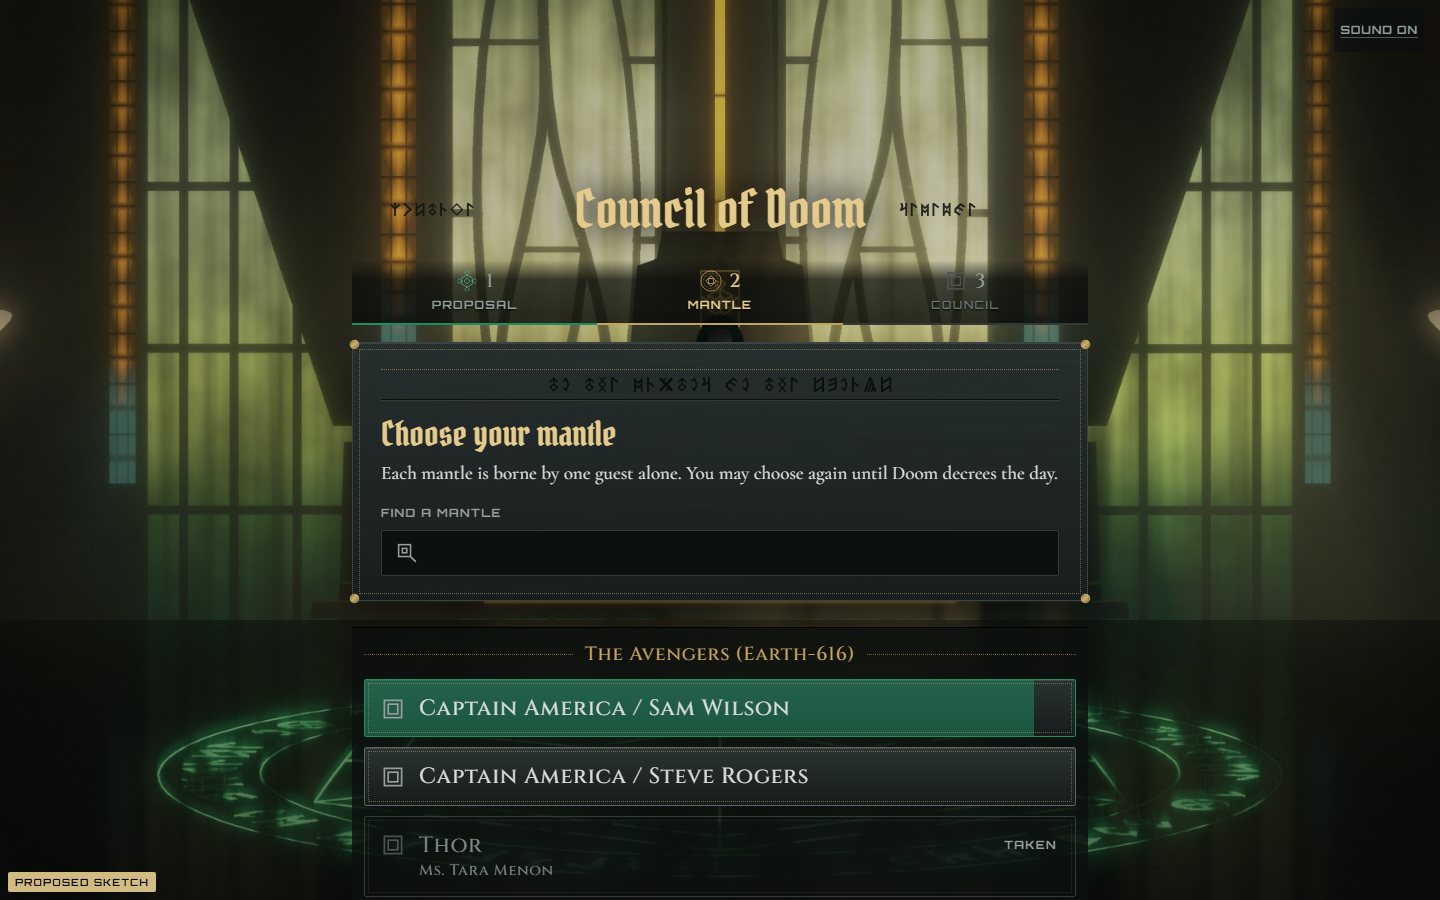 SOUND ON
Council of Doom
1
PROPOSAL
2
MANTLE
3
COUNCIL
Choose your mantle
Each mantle is borne by one guest alone. You may choose again until Doom decrees the day.
FIND A MANTLE
The Avengers (Earth-616)
Captain America / Sam Wilson
Captain America / Steve Rogers
Thor
TAKEN
Ms. Tara Menon
PROPOSED SKETCH